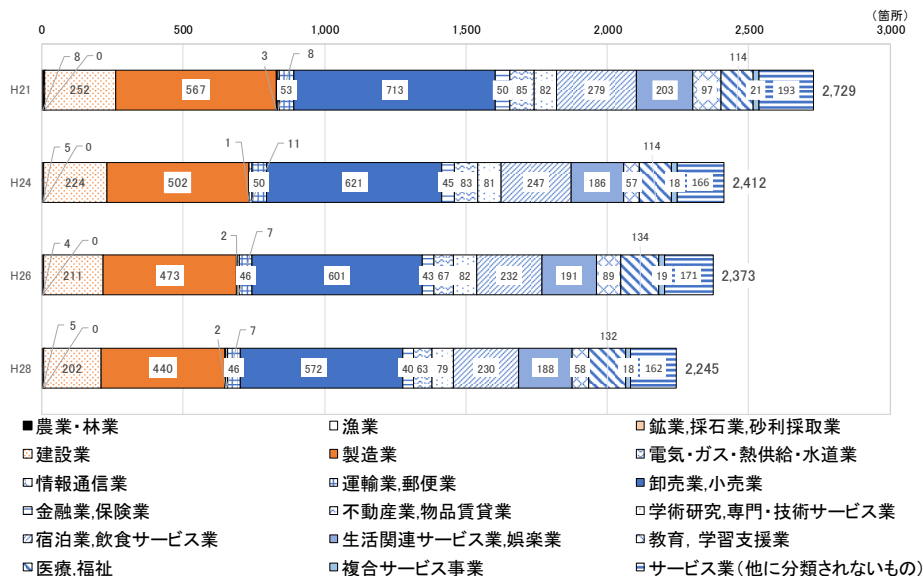 (箇所)
0 500 1,000 1,500 2,000 2,500 3,000
8 0 3 8 114
H21 252 567 53 713 50 85 82 279 203 97 21 193 2,729
5 0 1 11 114
H24 224 502 50 621 45 83 81 247 186 57 18 166 2,412
4 0 2 7 134
H26 211 473 46 601 43 67 82 232 191 89 19 171 2,373
5 0 2 7 132
H28 202 440 46 572 40 63 79 230 188 58 18 162 2,245
農業・林業 漁業 鉱業,採石業,砂利採取業
建設業 製造業 電気・ガス・熱供給・水道業
情報通信業 運輸業,郵便業 卸売業,小売業
金融業,保険業 不動産業,物品賃貸業 学術研究,専門・技術サービス業
宿泊業,飲食サービス業 生活関連サービス業,娯楽業 教育, 学習支援業
医療,福祉 複合サービス事業 サービス業(他に分類されないもの)